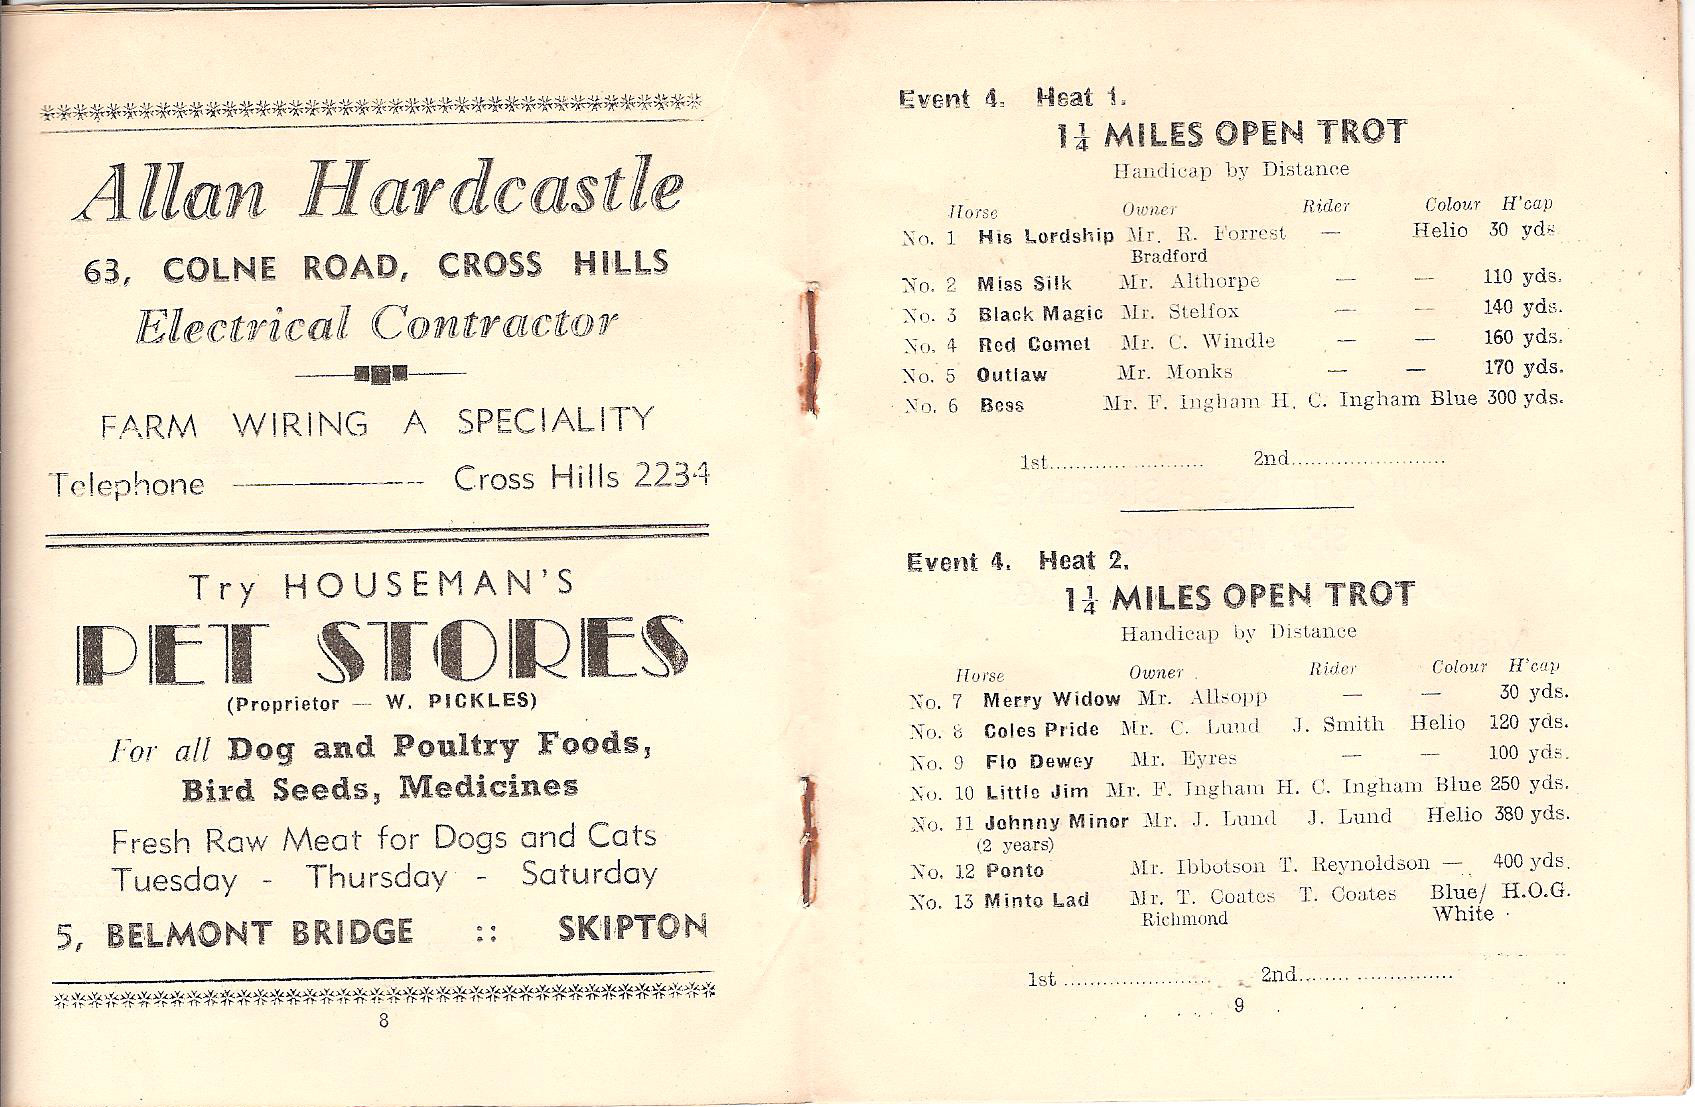 Allan Hardcastle
63, COLNE ROAD, CROSS HILLS
Electrical Contractor
FARM WIRING A SPECIALITY
Telephone ———— Cross Hills 2234
Try HOUSEMAN'S
PET STORES
(Proprietor — W. PICKLES)
For all Dog and Poultry Foods,
Bird Seeds, Medicines
Fresh Raw Meat for Dogs and Cats
Tuesday - Thursday - Saturday
5, BELMONT BRIDGE :: SKIPTON
8
Event 4. Heat 1.
1¼ MILES OPEN TROT
Handicap by Distance
Horse Owner Rider Colour H'cap
No. 1 His Lordship Mr. R. Forrest — Helio 30 yds
Bradford
No. 2 Miss Silk Mr. Althorpe — — 110 yds.
No. 3 Black Magic Mr. Stelfox — — 140 yds.
No. 4 Red Comet Mr. C. Windle — — 160 yds.
No. 5 Outlaw Mr. Monks — — 170 yds.
No. 6 Bess Mr. F. Ingham H. C. Ingham Blue 300 yds.
1st........................ 2nd........................
Event 4. Heat 2.
1¼ MILES OPEN TROT
Handicap by Distance
Horse Owner Rider Colour H'cap
No. 7 Merry Widow Mr. Allsopp — — 30 yds.
No. 8 Coles Pride Mr. C. Lund J. Smith Helio 120 yds.
No. 9 Flo Dewey Mr. Eyres — — 100 yds.
No. 10 Little Jim Mr. F. Ingham H. C. Ingham Blue 250 yds.
No. 11 Johnny Minor Mr. J. Lund J. Lund Helio 380 yds.
(2 years)
No. 12 Ponto Mr. Ibbotson T. Reynoldson — 400 yds.
No. 13 Minto Lad Mr. T. Coates T. Coates Blue/ H.O.G.
Richmond White
1st ........................ 2nd........................
9